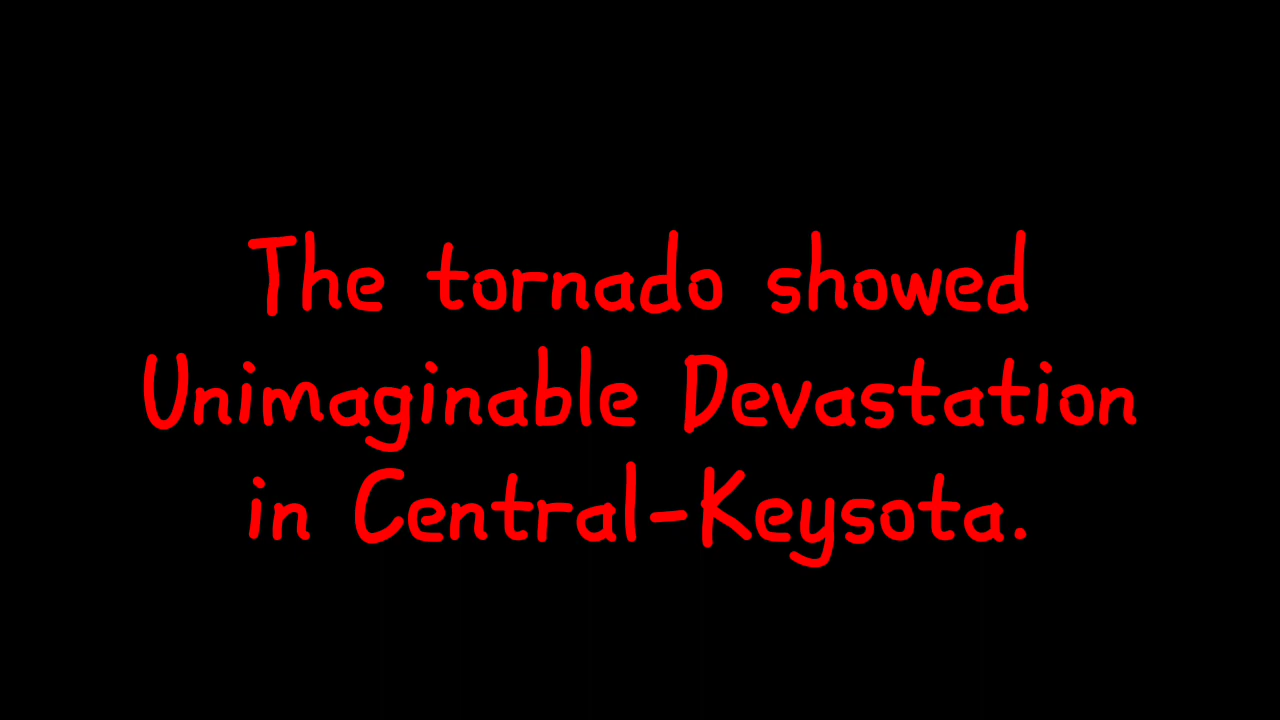 The tornado showed
Unimaginable Devastation
in Central-Keysota.